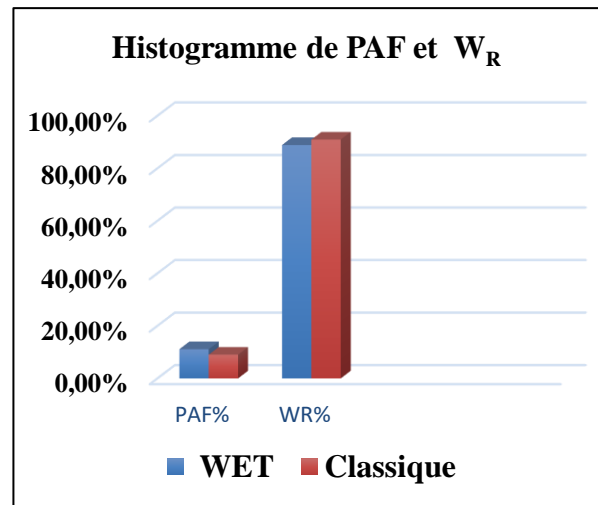 Histogramme de PAF et W_R
100,00%
80,00%
60,00%
40,00%
20,00%
0,00%
PAF% WR%
WET Classique